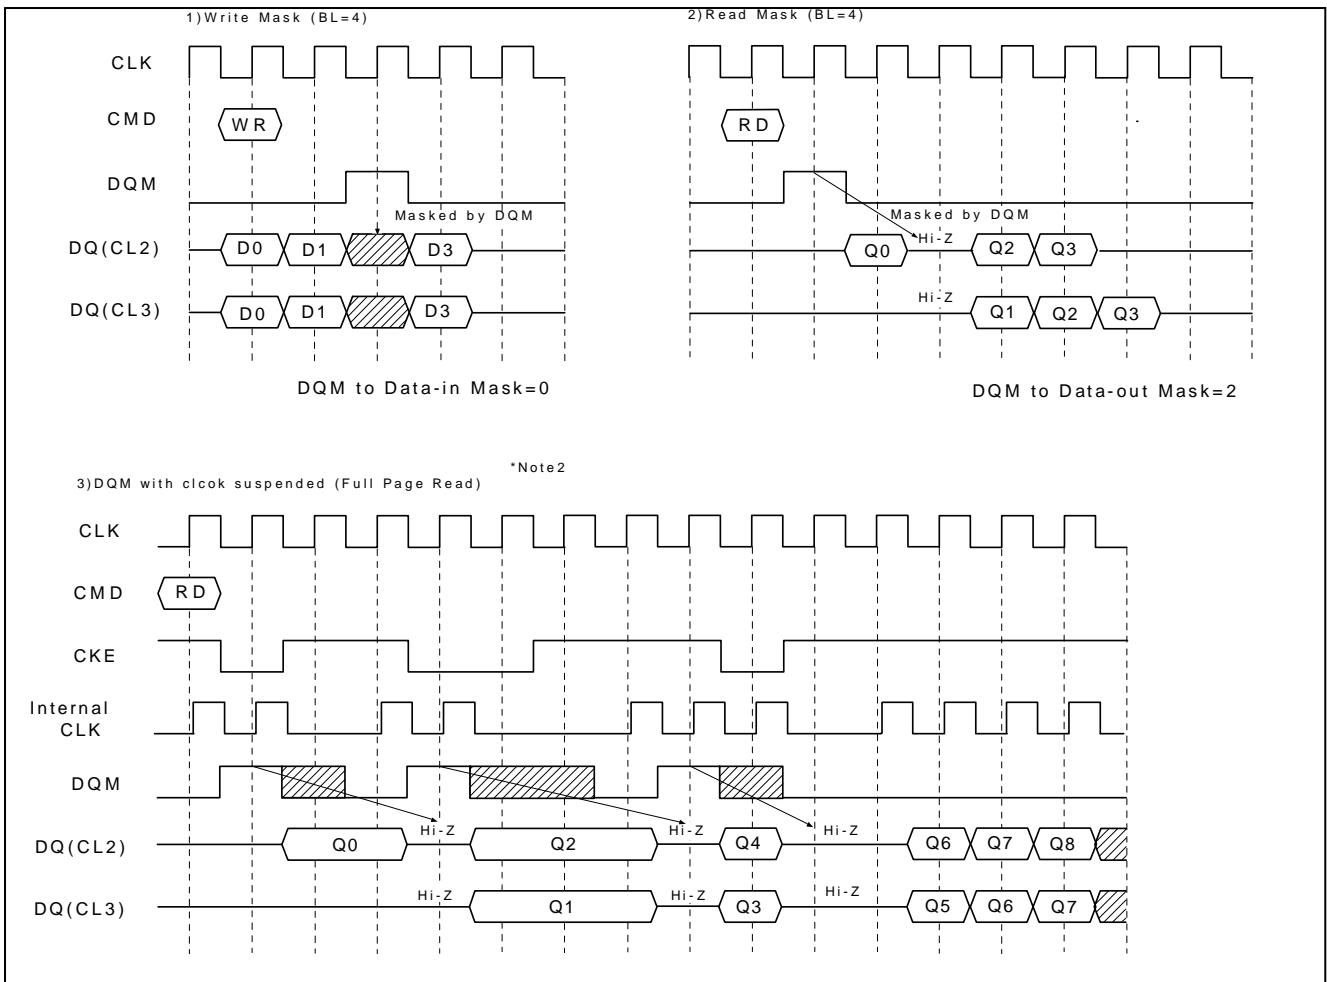 1)Write Mask (BL=4)
2)Read Mask (BL=4)
CLK
CMD
WR
RD
DQM
Masked by DQM
Masked by DQM
DQ(CL2)
D0 D1 D3
Hi-Z
Q0 Q2 Q3
DQ(CL3)
D0 D1 D3
Hi-Z
Q1 Q2 Q3
DQM to Data-in Mask=0
DQM to Data-out Mask=2
*Note2
3)DQM with clcok suspended (Full Page Read)
CLK
CMD
RD
CKE
Internal
CLK
DQM
DQ(CL2)
Q0 Hi-Z Q2 Hi-Z Q4 Hi-Z Q6 Q7 Q8
DQ(CL3)
Hi-Z Q1 Hi-Z Q3 Hi-Z Q5 Q6 Q7